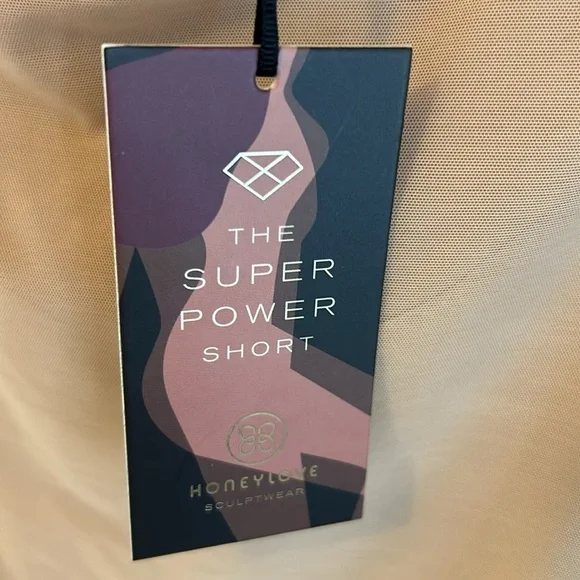 THE
SUPER
POWER
SHORT
HONEYLOVE
SCULPTWEAR